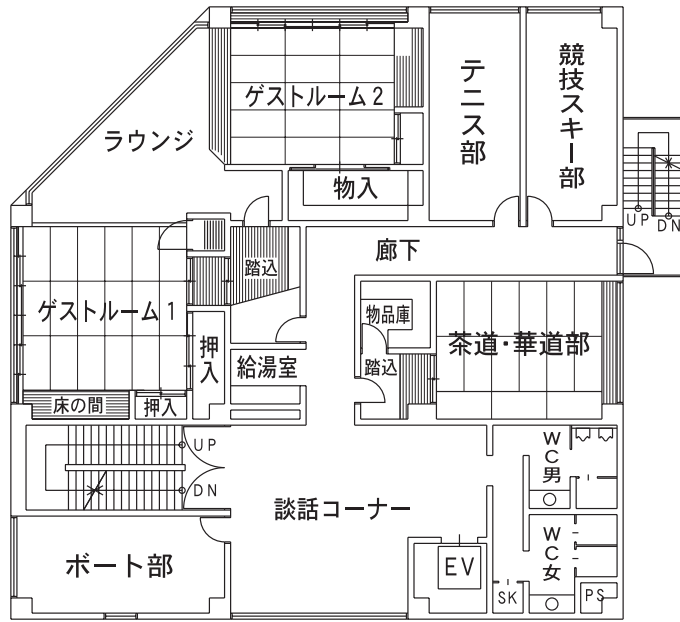 ゲストルーム2
テニス部
競技スキー部
ラウンジ
物入
UP
DN
廊下
踏込
ゲストルーム1
物品庫
茶道・華道部
押入
給湯室
踏込
床の間
押入
UP
DN
WC男
談話コーナー
WC女
ボート部
EV
SK
PS